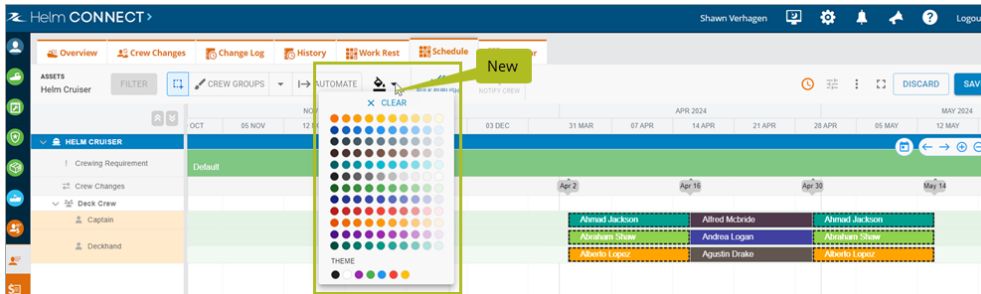 Helm CONNECT
Shawn Verhagen
Logou
Overview
Crew Changes
Change Log
History
Work Rest
Schedule
New
ASSETS
Helm Cruiser
FILTER
CREW GROUPS
AUTOMATE
NOTIFY CREW
DISCARD
SAV
CLEAR
APR 2024
MAY 2024
OCT
05 NOV
03 DEC
31 MAR
07 APR
14 APR
21 APR
28 APR
05 MAY
12 MAY
HELM CRUISER
Crewing Requirement
Default
Crew Changes
Apr 2
Apr 16
Apr 30
May 14
Deck Crew
Captain
Ahmad Jackson
Alfred Mcbride
Ahmad Jackson
Deckhand
Abraham Shaw
Andrea Logan
Abraham Shaw
Alberto Lopez
Agustin Drake
Alberto Lopez
THEME